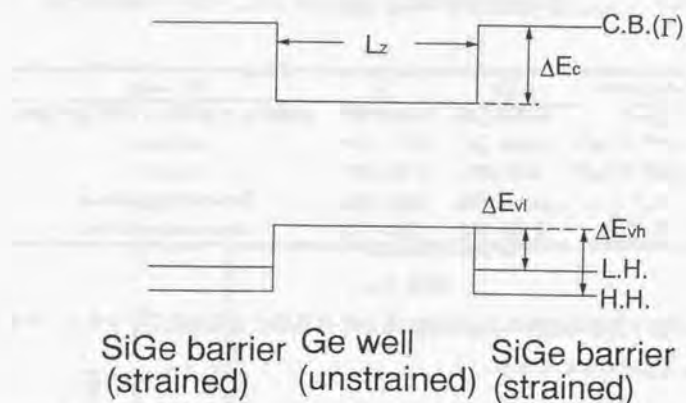 C.B.(Γ)
Lz
ΔEc
ΔEvl
ΔEvh
L.H.
H.H.
SiGe barrier
(strained)
Ge well
(unstrained)
SiGe barrier
(strained)